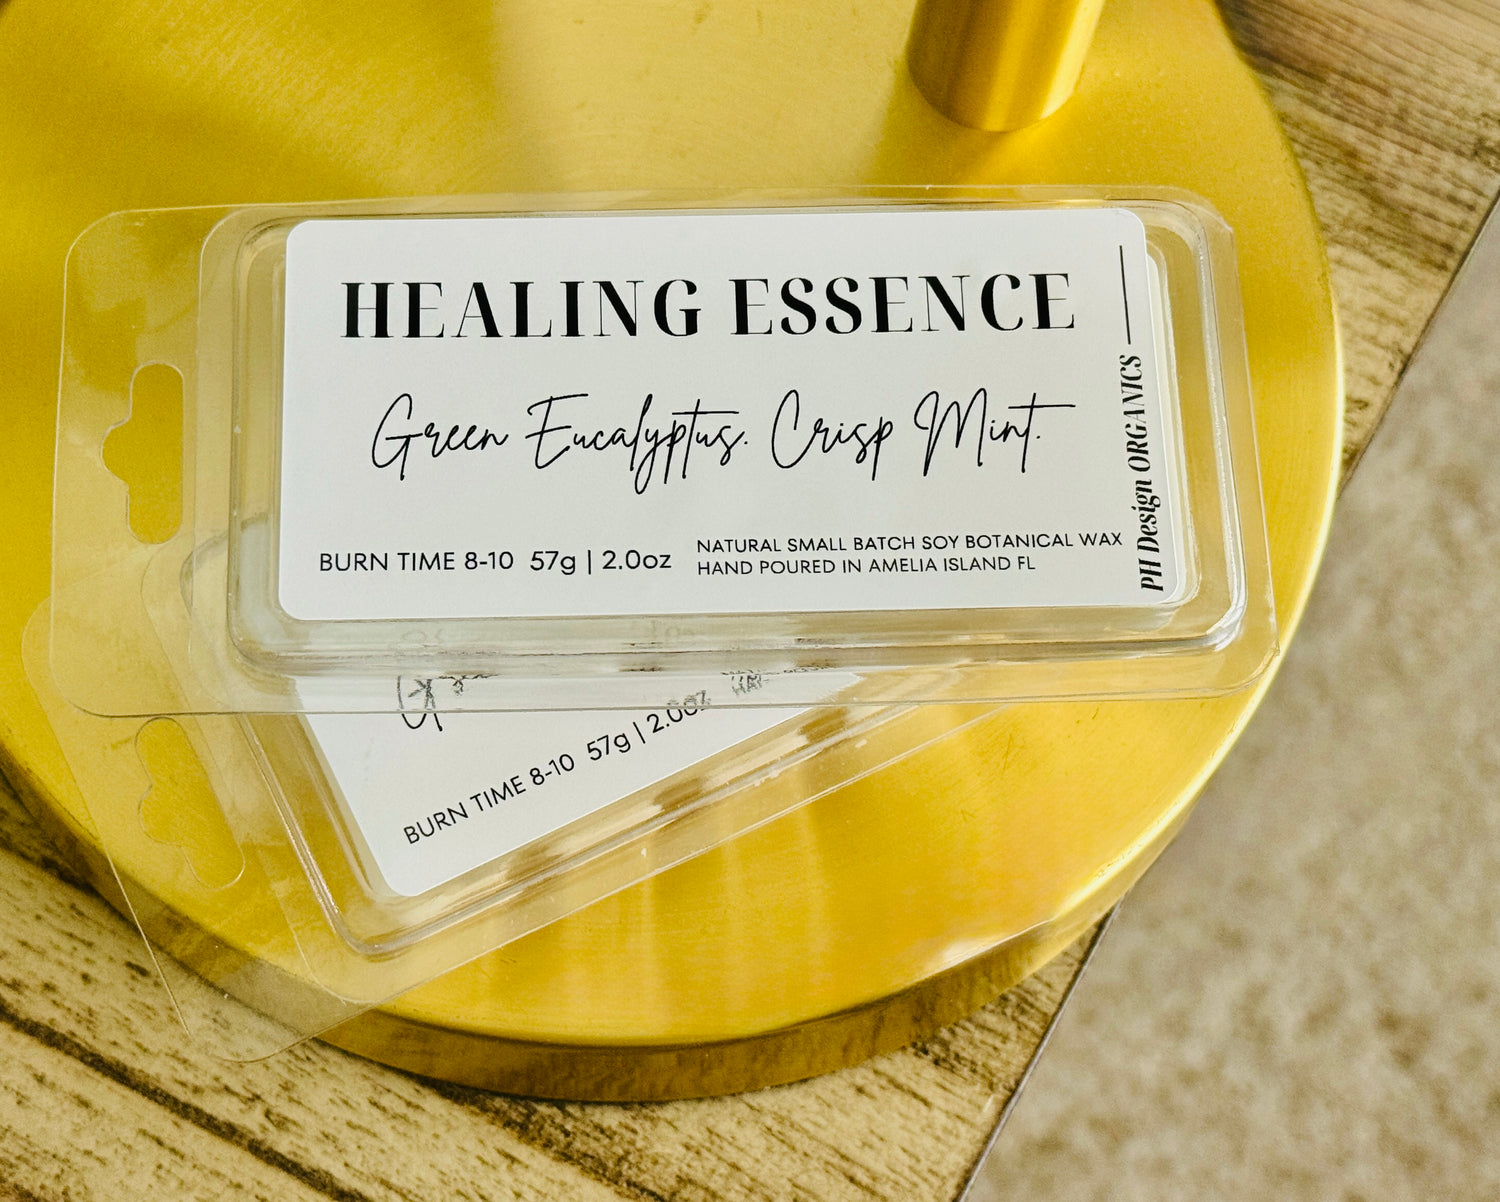 HEALING ESSENCE
Green Eucalyptus. Crisp Mint.
BURN TIME 8-10 57g | 2.0oz
NATURAL SMALL BATCH SOY BOTANICAL WAX
HAND POURED IN AMELIA ISLAND FL
PH Design ORGANICS
BURN TIME 8-10 57g | 2.0oz